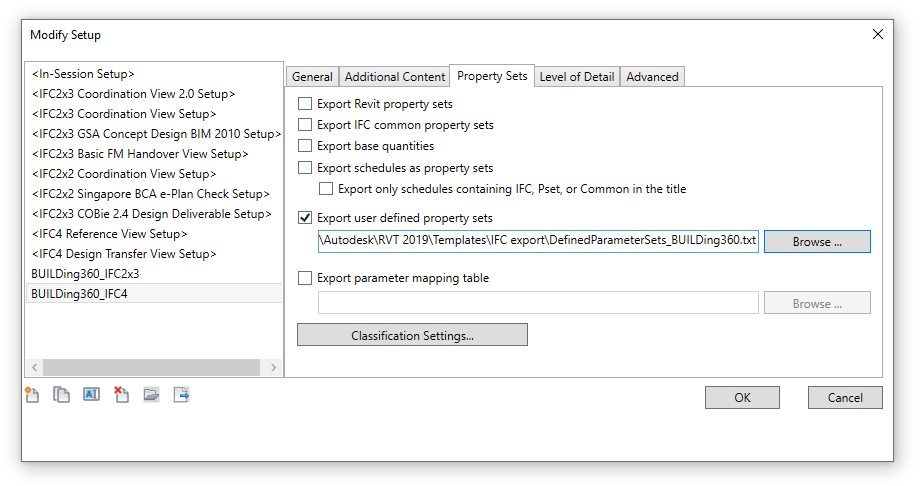 Modify Setup
<In-Session Setup>
<IFC2x3 Coordination View 2.0 Setup>
<IFC2x3 Coordination View Setup>
<IFC2x3 GSA Concept Design BIM 2010 Setup>
<IFC2x3 Basic FM Handover View Setup>
<IFC2x2 Coordination View Setup>
<IFC2x2 Singapore BCA e-Plan Check Setup>
<IFC2x3 COBie 2.4 Design Deliverable Setup>
<IFC4 Reference View Setup>
<IFC4 Design Transfer View Setup>
BUILDing360_IFC2x3
BUILDing360_IFC4
General Additional Content Property Sets Level of Detail Advanced
Export Revit property sets
Export IFC common property sets
Export base quantities
Export schedules as property sets
Export only schedules containing IFC, Pset, or Common in the title
Export user defined property sets
\Autodesk\RVT 2019\Templates\IFC export\DefinedParameterSets_BUILDing360.txt Browse ...
Export parameter mapping table
Browse ...
Classification Settings...
OK Cancel